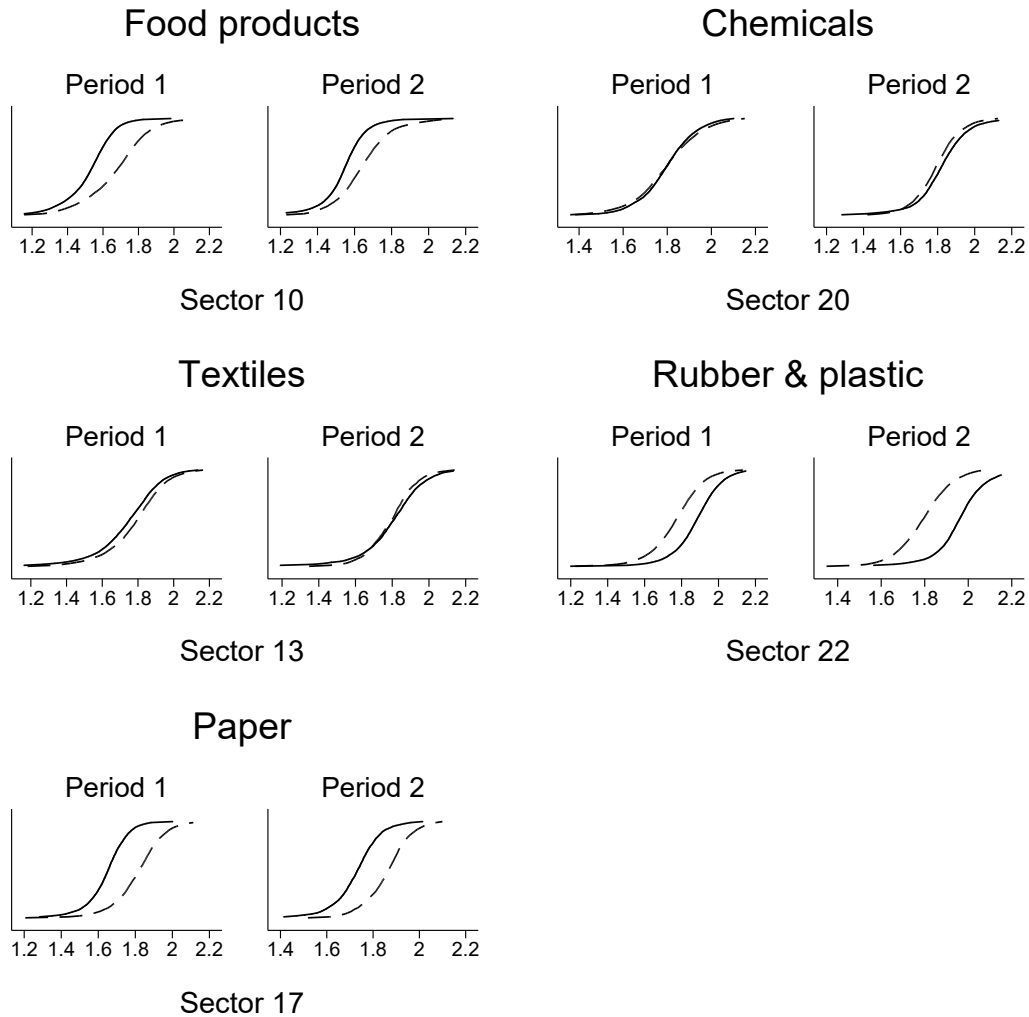 Food products
Period 1
1.2 1.4 1.6 1.8 2 2.2
Period 2
1.2 1.4 1.6 1.8 2 2.2
Sector 10
Chemicals
Period 1
1.4 1.6 1.8 2 2.2
Period 2
1.2 1.4 1.6 1.8 2 2.2
Sector 20
Textiles
Period 1
1.2 1.4 1.6 1.8 2 2.2
Period 2
1.2 1.4 1.6 1.8 2 2.2
Sector 13
Rubber & plastic
Period 1
1.2 1.4 1.6 1.8 2 2.2
Period 2
1.4 1.6 1.8 2 2.2
Sector 22
Paper
Period 1
1.2 1.4 1.6 1.8 2 2.2
Period 2
1.4 1.6 1.8 2 2.2
Sector 17